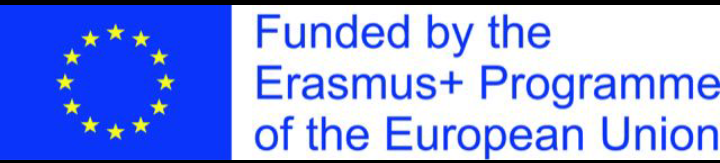 Funded by the
Erasmus+ Programme
of the European Union